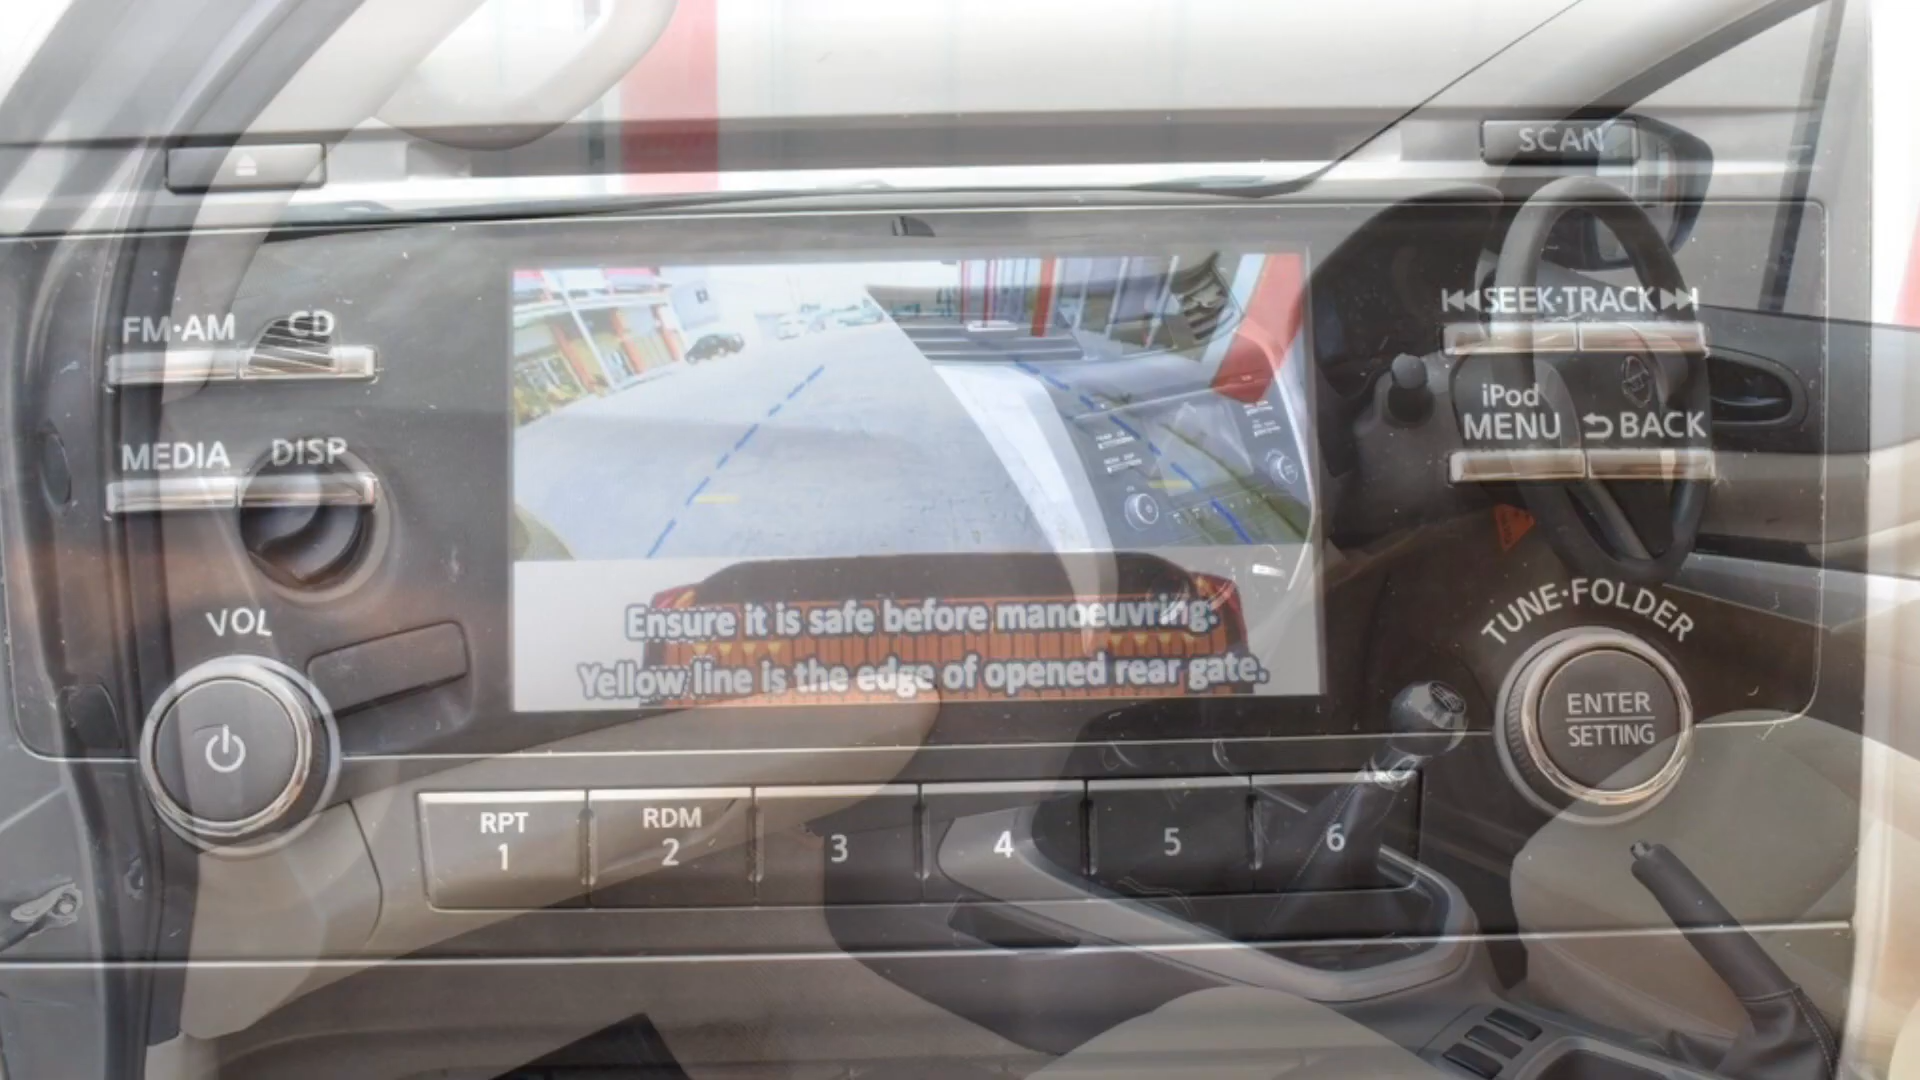 SCAN
FM·AM CD
SEEK·TRACK
iPod
MENU BACK
MEDIA DISP
VOL
TUNE·FOLDER
Ensure it is safe before manoeuvring.
Yellow line is the edge of opened rear gate.
ENTER
SETTING
RPT
1
RDM
2
3
4
5
6